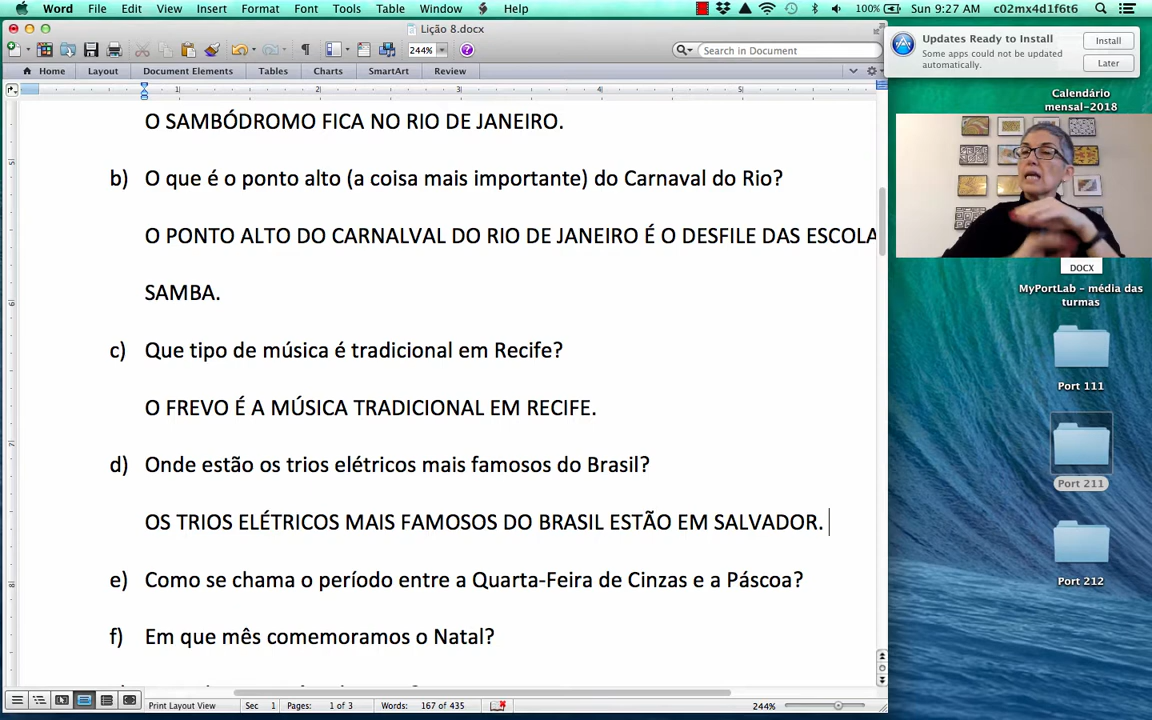 Word File Edit View Insert Format Font Tools Table Window Help 100% Sun 9:27 AM c02mx4d1f6t6
Lição 8.docx
244% Search in Document
Home Layout Document Elements Tables Charts SmartArt Review
1 2 3 4 5
O SAMBÓDROMO FICA NO RIO DE JANEIRO.
b) O que é o ponto alto (a coisa mais importante) do Carnaval do Rio?
O PONTO ALTO DO CARNALVAL DO RIO DE JANEIRO É O DESFILE DAS ESCOLA
SAMBA.
c) Que tipo de música é tradicional em Recife?
O FREVO É A MÚSICA TRADICIONAL EM RECIFE.
d) Onde estão os trios elétricos mais famosos do Brasil?
OS TRIOS ELÉTRICOS MAIS FAMOSOS DO BRASIL ESTÃO EM SALVADOR.
e) Como se chama o período entre a Quarta-Feira de Cinzas e a Páscoa?
f) Em que mês comemoramos o Natal?
Print Layout View Sec 1 Pages: 1 of 3 Words: 167 of 435 244%
Updates Ready to Install
Some apps could not be updated
automatically.
Install
Later
Calendário
mensal-2018
DOCX
MyPortLab - média das
turmas
Port 111
Port 211
Port 212